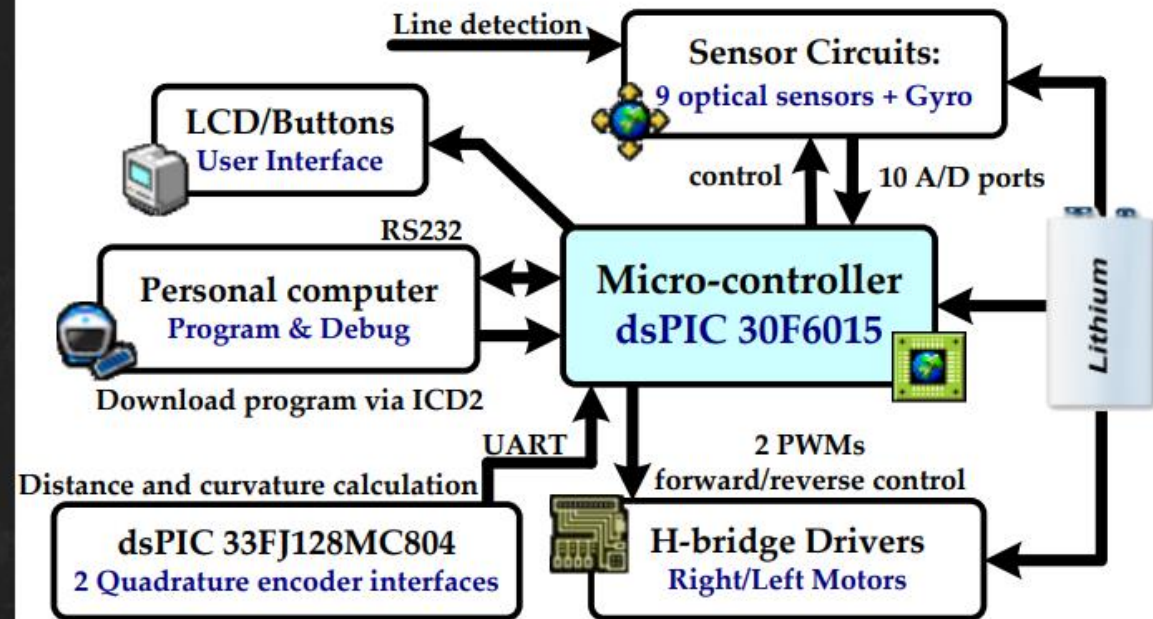 Line detection
Sensor Circuits:
9 optical sensors + Gyro
LCD/Buttons
User Interface
control
10 A/D ports
RS232
Personal computer
Program & Debug
Micro-controller
dsPIC 30F6015
Lithium
Download program via ICD2
UART
2 PWMs
forward/reverse control
Distance and curvature calculation
dsPIC 33FJ128MC804
2 Quadrature encoder interfaces
H-bridge Drivers
Right/Left Motors